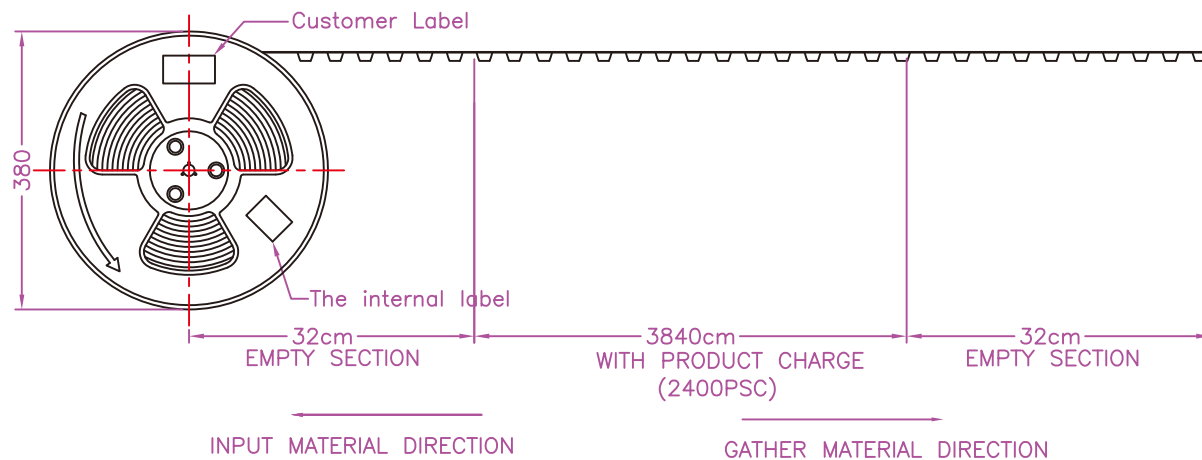 Customer Label
380
The internal label
32cm
EMPTY SECTION
3840cm
WITH PRODUCT CHARGE
(2400PSC)
32cm
EMPTY SECTION
INPUT MATERIAL DIRECTION
GATHER MATERIAL DIRECTION